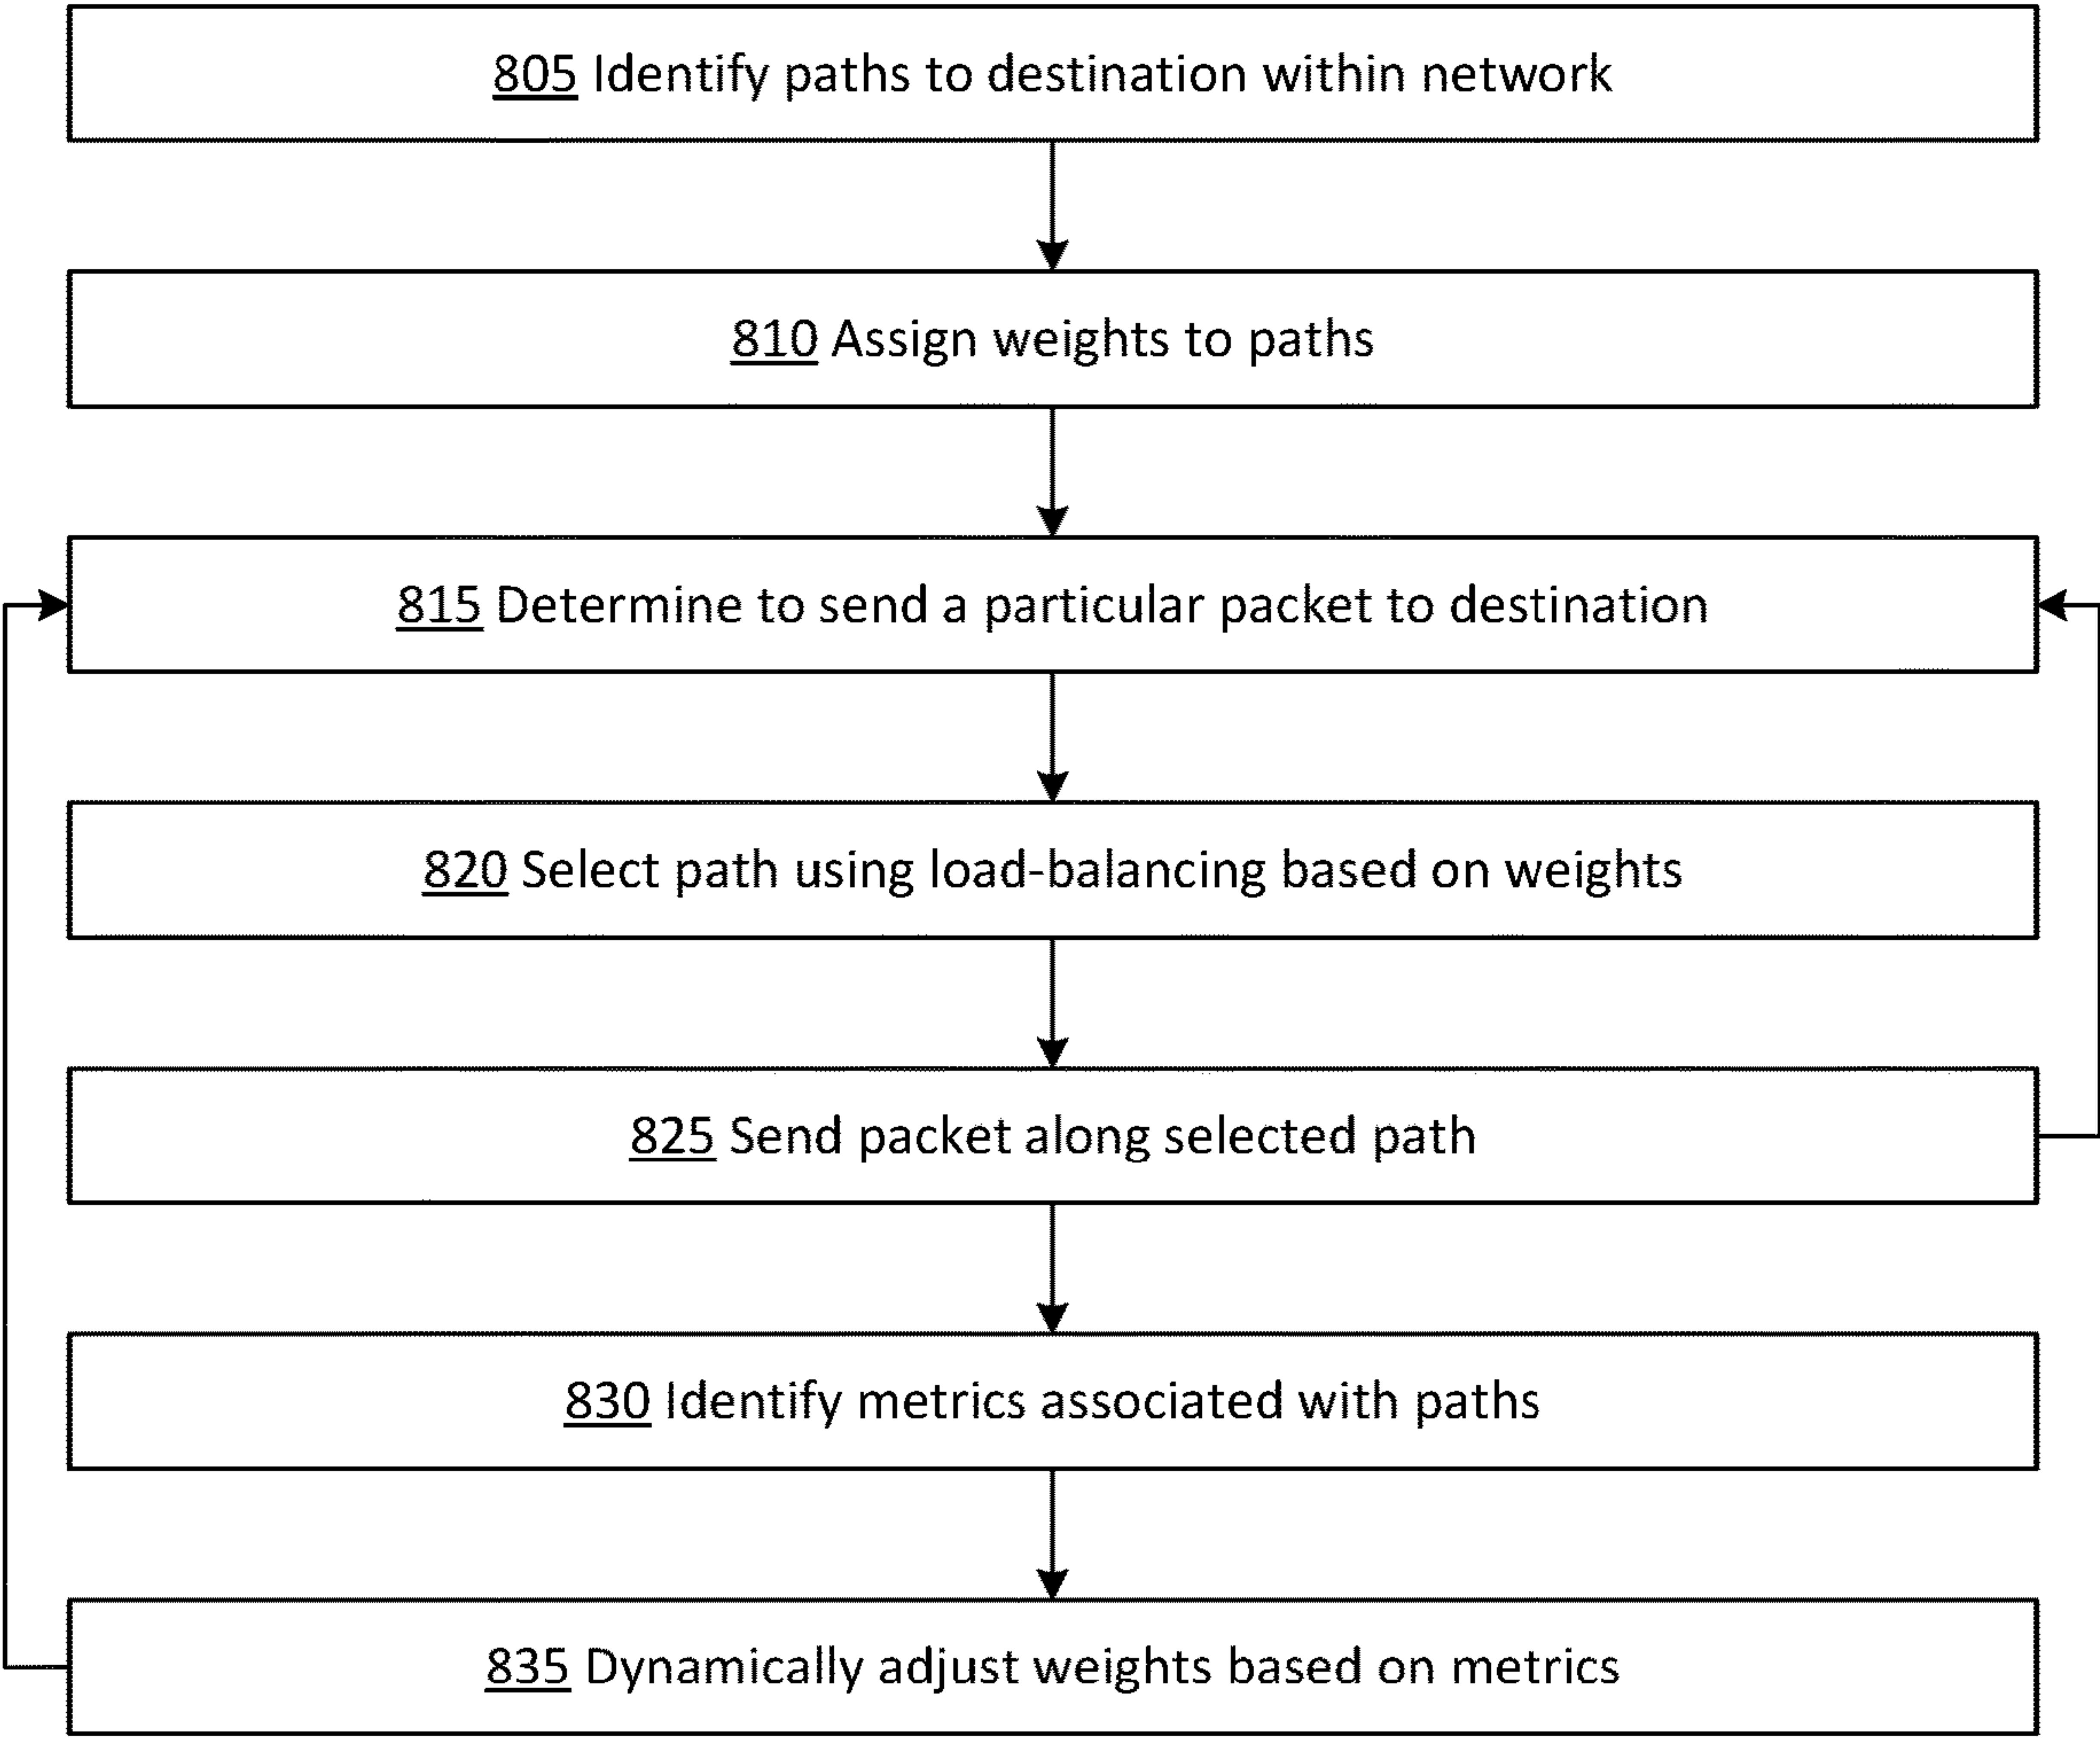 805 Identify paths to destination within network
810 Assign weights to paths
815 Determine to send a particular packet to destination
820 Select path using load-balancing based on weights
825 Send packet along selected path
830 Identify metrics associated with paths
835 Dynamically adjust weights based on metrics